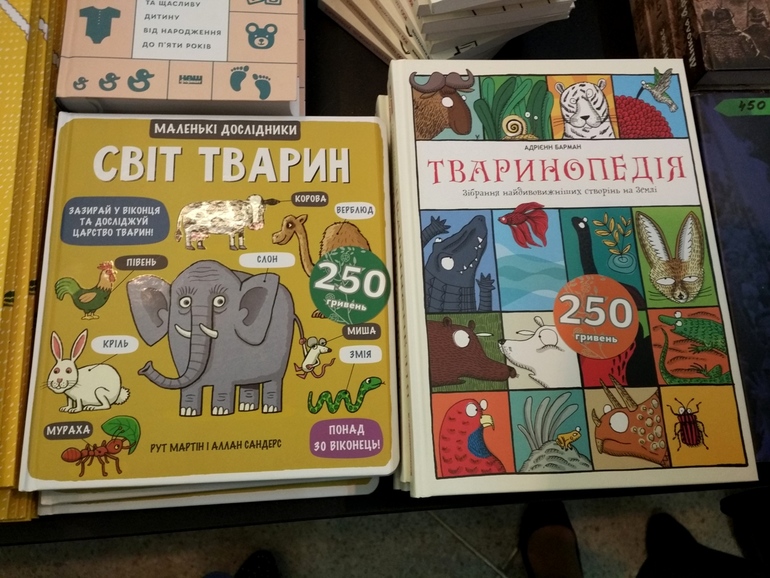 ТА ЩАСЛИВУ
ДИТИНУ
ВІД НАРОДЖЕННЯ
ДО П'ЯТИ РОКІВ
МАЛЕНЬКІ ДОСЛІДНИКИ
СВІТ ТВАРИН
ЗАЗИРАЙ У ВІКОНЦЯ
ТА ДОСЛІДЖУЙ
ЦАРСТВО ТВАРИН!
КОРОВА
ВЕРБЛЮД
ПІВЕНЬ
СЛОН
250
гривень
МИША
КРІЛЬ
ЗМІЯ
МУРАХА
РУТ МАРТІН І АЛЛАН САНДЕРС
ПОНАД
30 ВІКОНЕЦЬ!
АДРІЄНН БАРМАН
ТВАРИНОПЕДІЯ
Зібрання найдивовижніших створінь на Землі
250
гривень
450